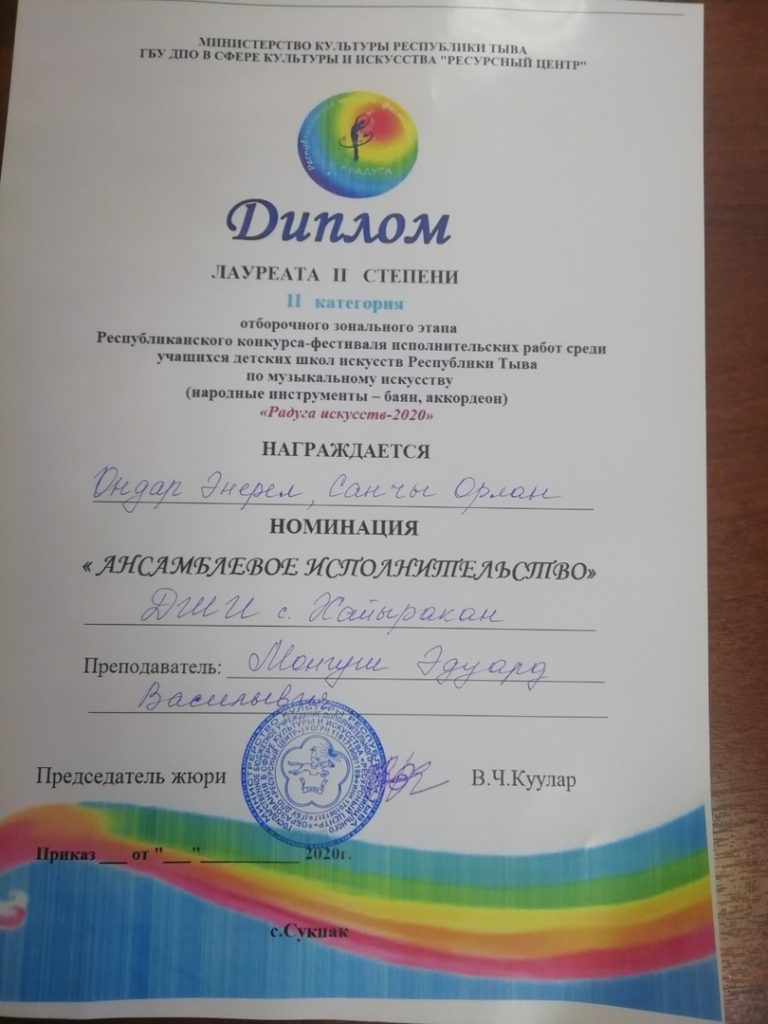 МИНИСТЕРСТВО КУЛЬТУРЫ РЕСПУБЛИКИ ТЫВА
ГБУ ДПО В СФЕРЕ КУЛЬТУРЫ И ИСКУССТВА "РЕСУРСНЫЙ ЦЕНТР"
РАДУГА
Диплом
ЛАУРЕАТА II СТЕПЕНИ
II категория
отборочного зонального этапа
Республиканского конкурса-фестиваля исполнительских работ среди
учащихся детских школ искусств Республики Тыва
по музыкальному искусству
(народные инструменты – баян, аккордеон)
«Радуга искусств-2020»
НАГРАЖДАЕТСЯ
Ондар Энерел, Санчы Орлан
НОМИНАЦИЯ
« АНСАМБЛЕВОЕ ИСПОЛНИТЕЛЬСТВО»
ДШИ с. Хайыракан
Преподаватель: Монгуш Эдуард
Председатель жюри В.Ч.Куулар
Приказ ___ от "___"___________ 2020г.
с.Сукпак